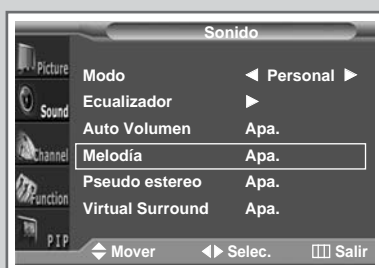 Sonido
Picture
Sound
Channel
Function
PIP
Modo ◀ Personal ▶
Ecualizador ▶
Auto Volumen Apa.
Melodía Apa.
Pseudo estereo Apa.
Virtual Surround Apa.
Mover Selec. Salir